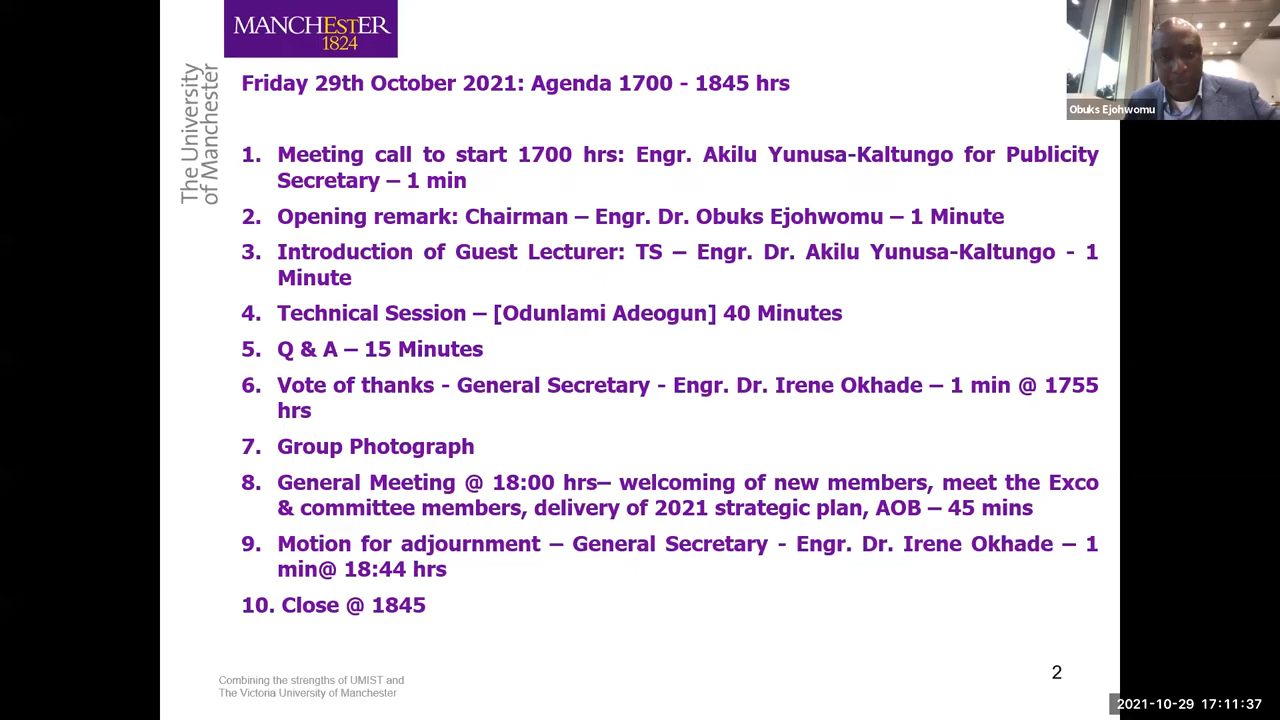 MANCHESTER
1824
The University
of Manchester
Friday 29th October 2021: Agenda 1700 - 1845 hrs
Obuks Ejohwomu
1. Meeting call to start 1700 hrs: Engr. Akilu Yunusa-Kaltungo for Publicity
Secretary – 1 min
2. Opening remark: Chairman – Engr. Dr. Obuks Ejohwomu – 1 Minute
3. Introduction of Guest Lecturer: TS – Engr. Dr. Akilu Yunusa-Kaltungo - 1
Minute
4. Technical Session – [Odunlami Adeogun] 40 Minutes
5. Q & A – 15 Minutes
6. Vote of thanks - General Secretary - Engr. Dr. Irene Okhade – 1 min @ 1755
hrs
7. Group Photograph
8. General Meeting @ 18:00 hrs– welcoming of new members, meet the Exco
& committee members, delivery of 2021 strategic plan, AOB – 45 mins
9. Motion for adjournment – General Secretary - Engr. Dr. Irene Okhade – 1
min@ 18:44 hrs
10. Close @ 1845
Combining the strengths of UMIST and
The Victoria University of Manchester
2
2021-10-29 17:11:37